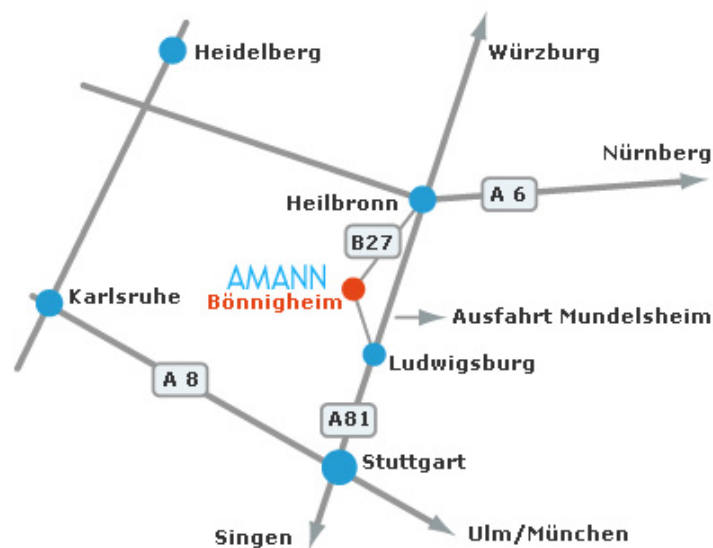 Heidelberg
Würzburg
Nürnberg
Heilbronn
A 6
B27
AMANN
Bönnigheim
Karlsruhe
Ausfahrt Mundelsheim
Ludwigsburg
A 8
A81
Stuttgart
Singen
Ulm/München